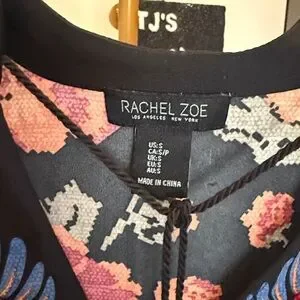 TJ'S
RACHEL ZOE
LOS ANGELES NEW YORK
US:S
CA:S/P
UK:S
EU:S
AU:S
MADE IN CHINA